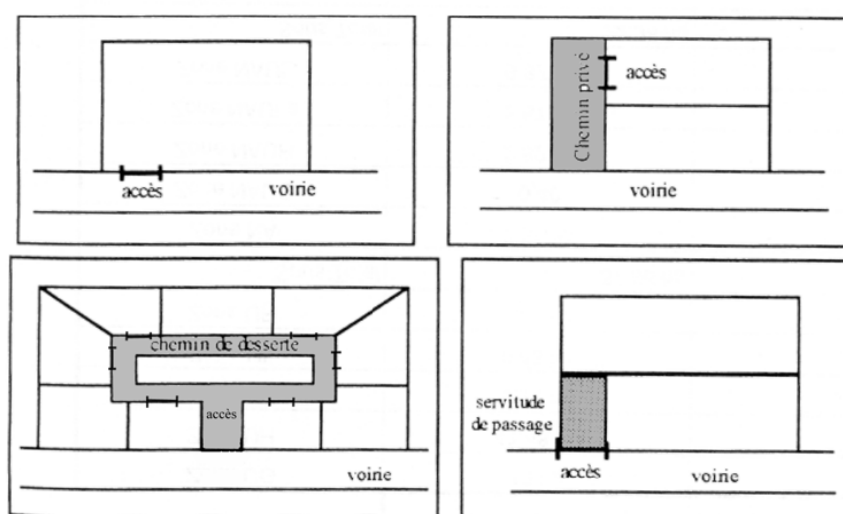 accès
voirie
Chemin privé
accès
voirie
chemin de desserte
accès
voirie
servitude
de passage
accès
voirie